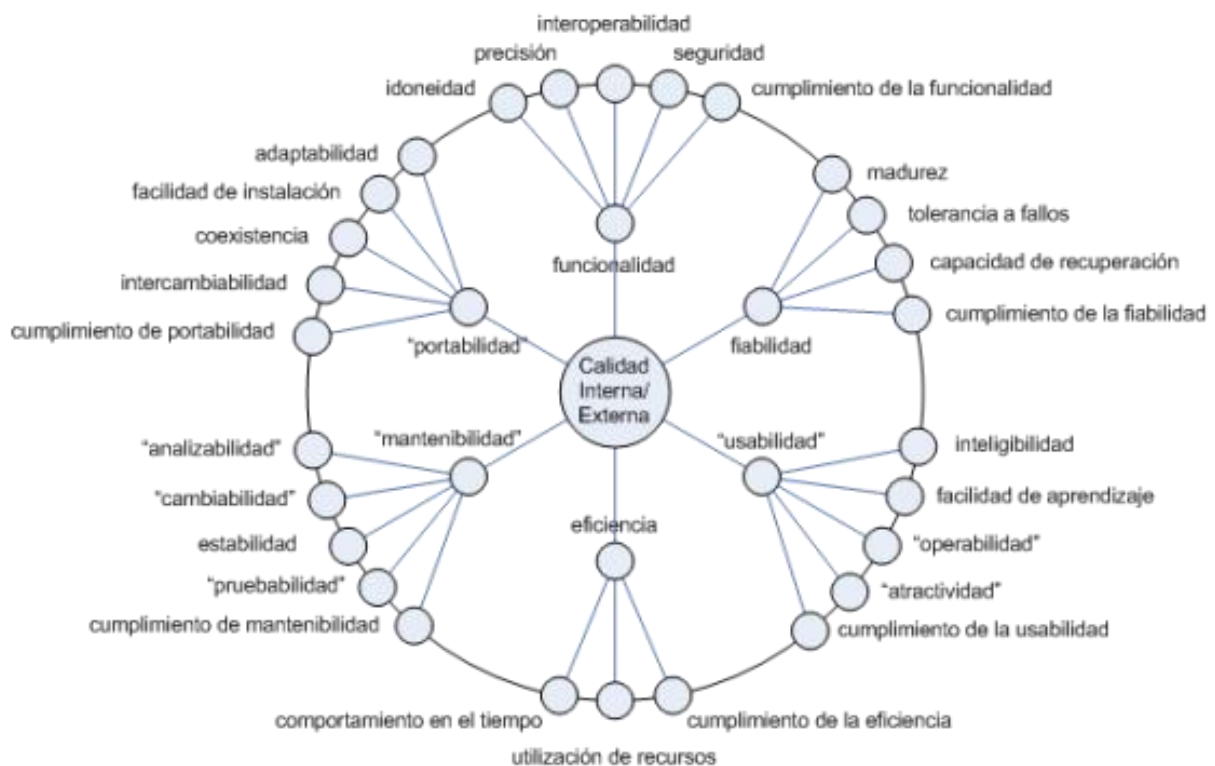 interoperabilidad
precisión
seguridad
idoneidad
cumplimiento de la funcionalidad
adaptabilidad
madurez
facilidad de instalación
tolerancia a fallos
coexistencia
capacidad de recuperación
funcionalidad
intercambiabilidad
cumplimiento de la fiabilidad
cumplimiento de portabilidad
"portabilidad"
fiabilidad
Calidad
Interna/
Externa
"mantenibilidad"
"usabilidad"
"analizabilidad"
inteligibilidad
"cambiabilidad"
facilidad de aprendizaje
eficiencia
estabilidad
"operabilidad"
"pruebabilidad"
"atractividad"
cumplimiento de mantenibilidad
cumplimiento de la usabilidad
comportamiento en el tiempo
cumplimiento de la eficiencia
utilización de recursos